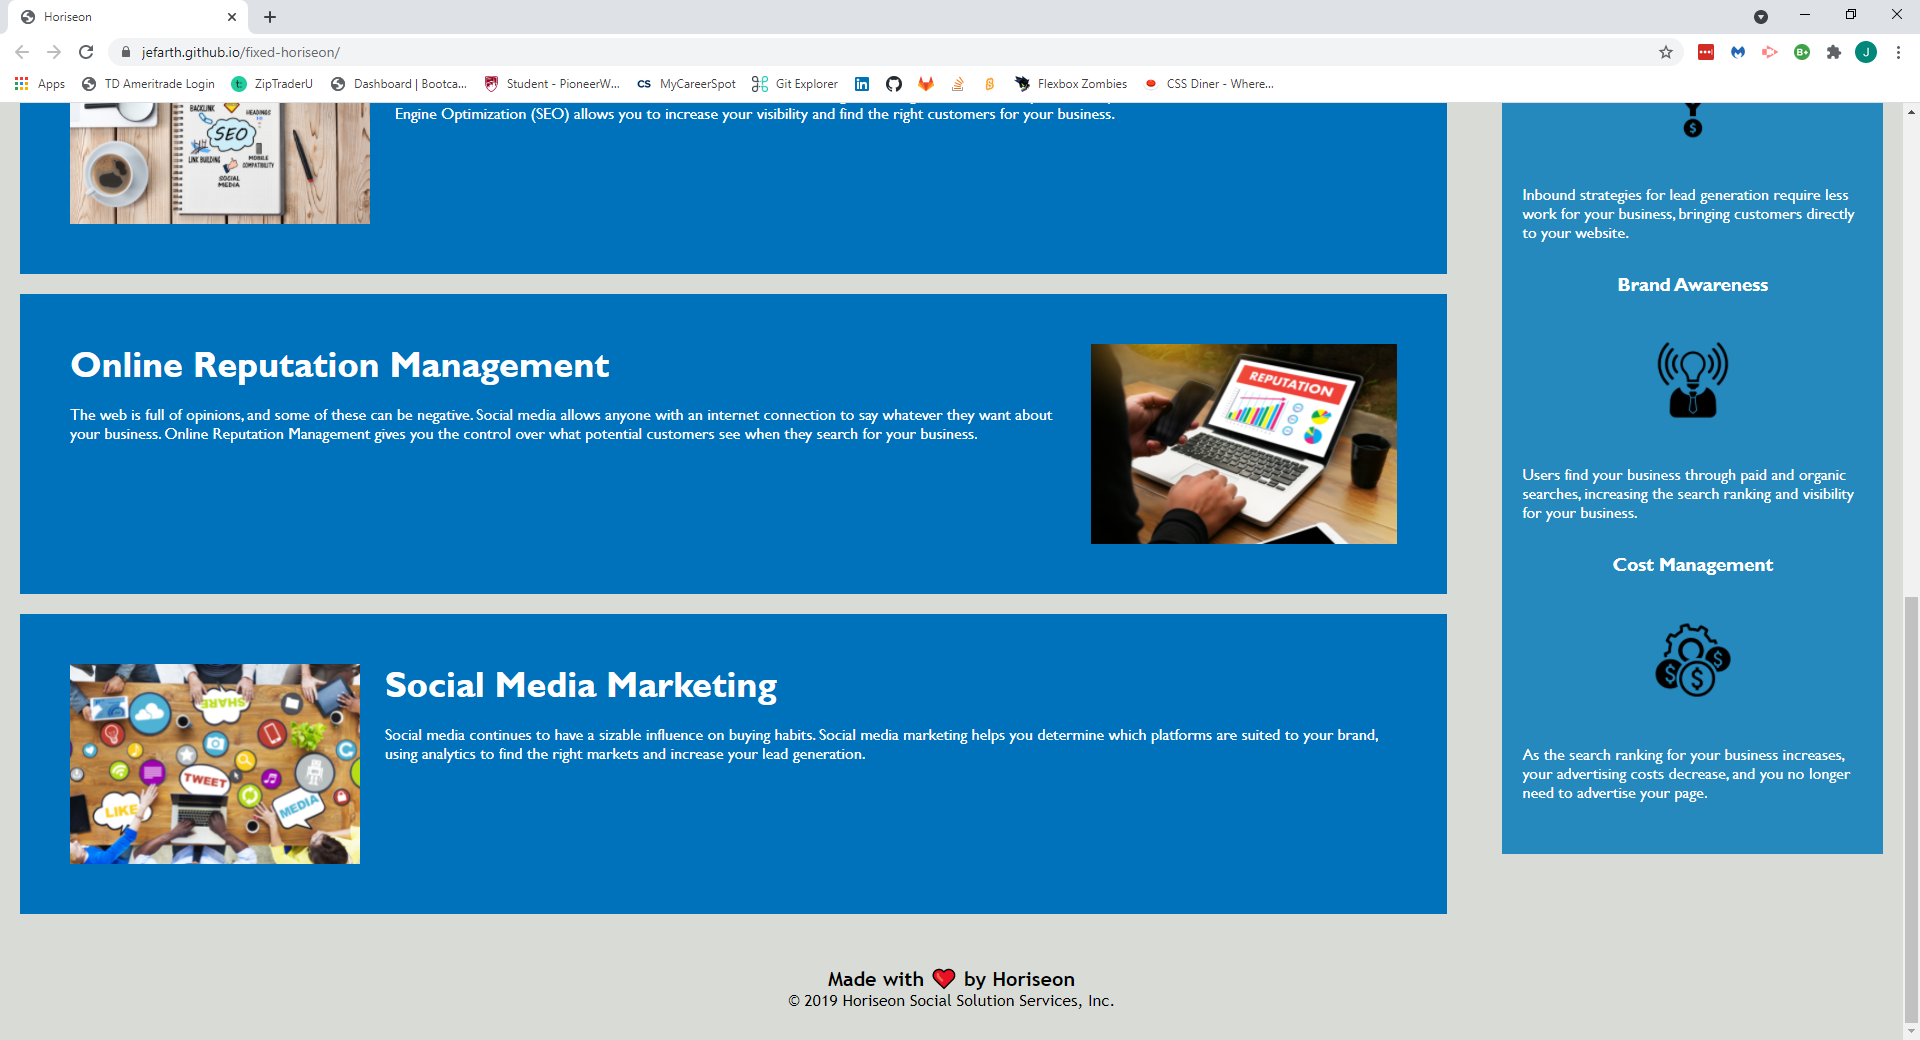 Horiseon
jefarth.github.io/fixed-horiseon/
J
Apps
TD Ameritrade Login
ZipTraderU
Dashboard | Bootca...
Student - PioneerW...
CS MyCareerSpot
Git Explorer
Flexbox Zombies
CSS Diner - Where...
Engine Optimization (SEO) allows you to increase your visibility and find the right customers for your business.
BACKLINK
HEADINGS
SEO
LINK BUILDING
MOBILE
COMPATIBILITY
SOCIAL
MEDIA
Online Reputation Management
The web is full of opinions, and some of these can be negative. Social media allows anyone with an internet connection to say whatever they want about
your business. Online Reputation Management gives you the control over what potential customers see when they search for your business.
REPUTATION
Social Media Marketing
Social media continues to have a sizable influence on buying habits. Social media marketing helps you determine which platforms are suited to your brand,
using analytics to find the right markets and increase your lead generation.
SHARE
TWEET
LIKE
MEDIA
$
Inbound strategies for lead generation require less
work for your business, bringing customers directly
to your website.
Brand Awareness
Users find your business through paid and organic
searches, increasing the search ranking and visibility
for your business.
Cost Management
$ $ $
As the search ranking for your business increases,
your advertising costs decrease, and you no longer
need to advertise your page.
Made with ❤ by Horiseon
© 2019 Horiseon Social Solution Services, Inc.